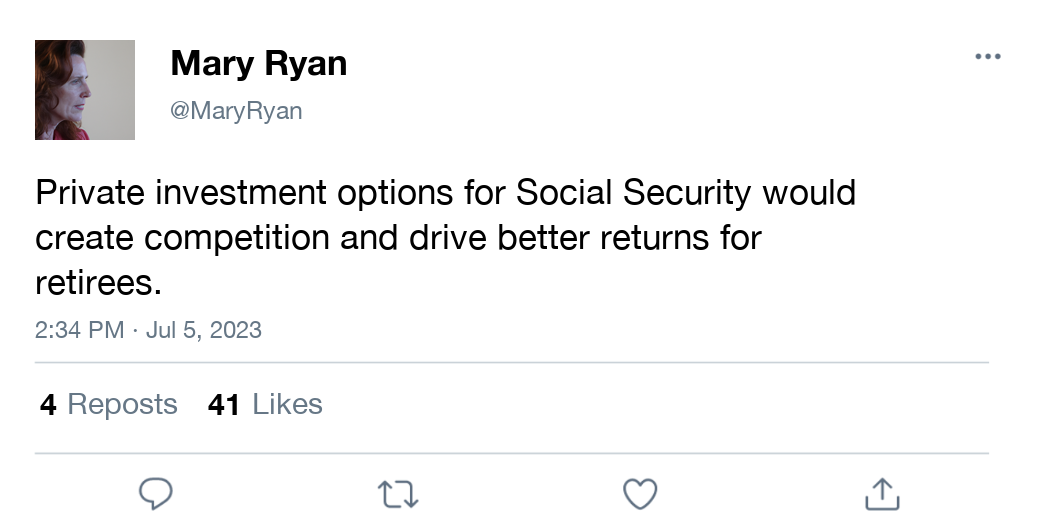 Mary Ryan
@MaryRyan
Private investment options for Social Security would
create competition and drive better returns for
retirees.
2:34 PM · Jul 5, 2023
4 Reposts 41 Likes